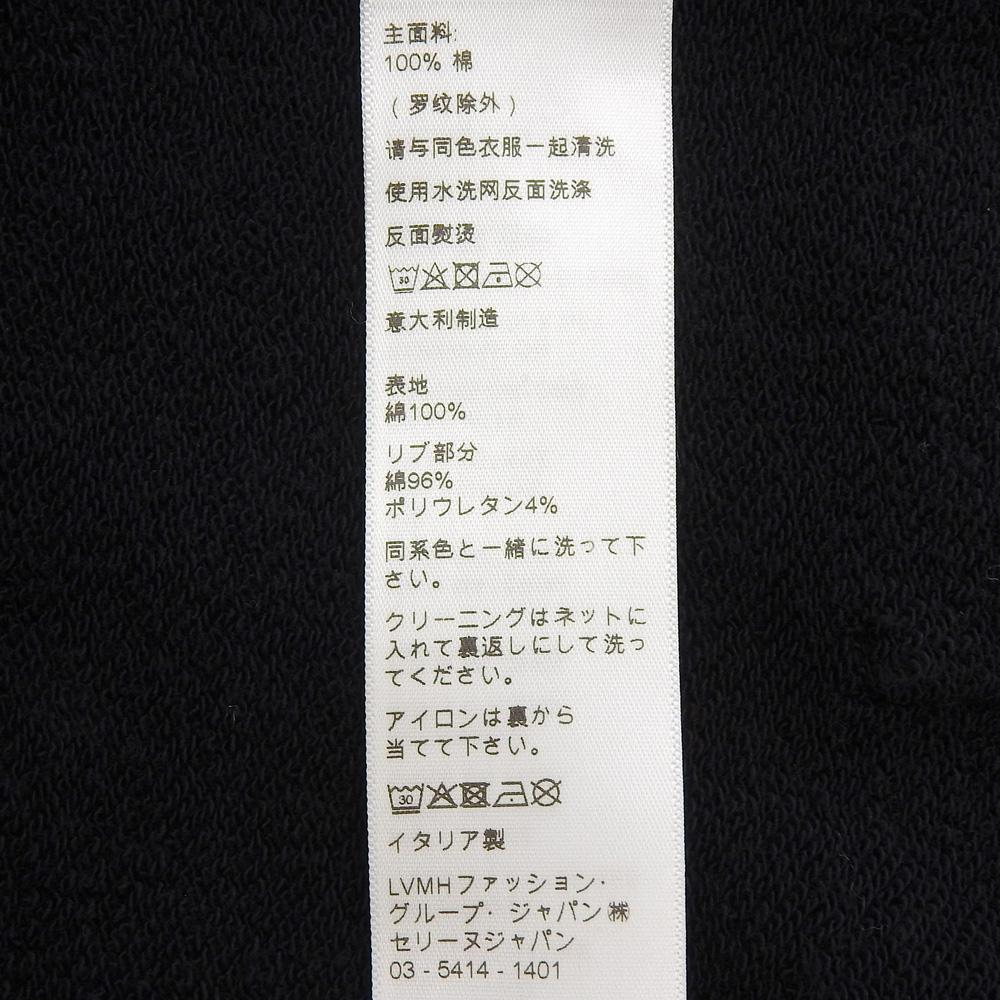 主面料:
100% 棉
( 罗纹除外 )
请与同色衣服一起清洗
使用水洗网反面洗涤
反面熨烫
30
意大利制造
表地
綿100%
リブ部分
綿96%
ポリウレタン4%
同系色と一緒に洗って下
さい。
クリーニングはネットに
入れて裏返しにして洗っ
てください。
アイロンは裏から
当てて下さい。
30
イタリア製
LVMHファッション・
グループ・ジャパン㈱
セリーヌジャパン
03 - 5414 - 1401